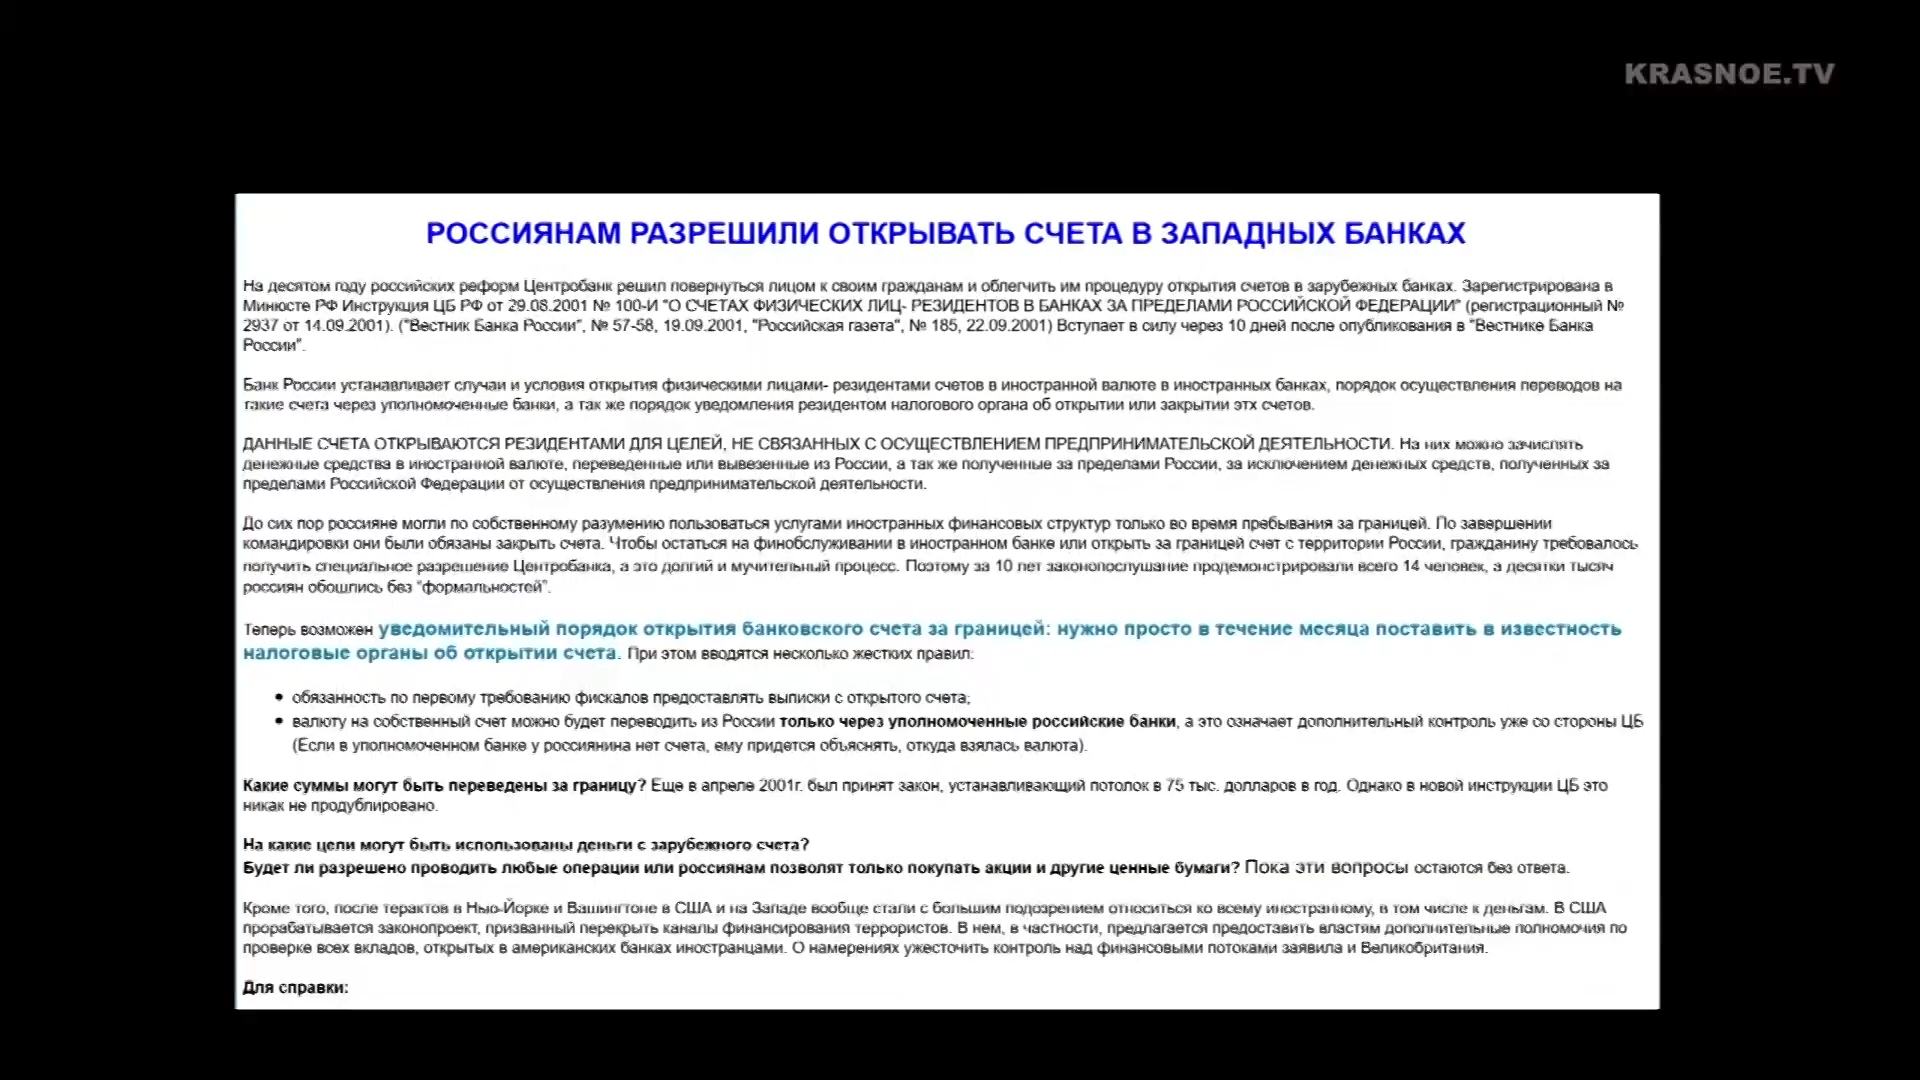 KRASNOE.TV
РОССИЯНАМ РАЗРЕШИЛИ ОТКРЫВАТЬ СЧЕТА В ЗАПАДНЫХ БАНКАХ
На десятом году российских реформ Центробанк решил повернуться лицом к своим гражданам и облегчить им процедуру открытия счетов в зарубежных банках. Зарегистрирована в
Минюсте РФ Инструкция ЦБ РФ от 29.08.2001 № 100-И "О СЧЕТАХ ФИЗИЧЕСКИХ ЛИЦ- РЕЗИДЕНТОВ В БАНКАХ ЗА ПРЕДЕЛАМИ РОССИЙСКОЙ ФЕДЕРАЦИИ" (регистрационный №
2937 от 14.09.2001). ("Вестник Банка России", № 57-58, 19.09.2001, "Российская газета", № 185, 22.09.2001) Вступает в силу через 10 дней после опубликования в "Вестнике Банка
России".
Банк России устанавливает случаи и условия открытия физическими лицами- резидентами счетов в иностранной валюте в иностранных банках, порядок осуществления переводов на
такие счета через уполномоченные банки, а так же порядок уведомления резидентом налогового органа об открытии или закрытии этх счетов.
ДАННЫЕ СЧЕТА ОТКРЫВАЮТСЯ РЕЗИДЕНТАМИ ДЛЯ ЦЕЛЕЙ, НЕ СВЯЗАННЫХ С ОСУЩЕСТВЛЕНИЕМ ПРЕДПРИНИМАТЕЛЬСКОЙ ДЕЯТЕЛЬНОСТИ. На них можно зачислять
денежные средства в иностранной валюте, переведенные или вывезенные из России, а так же полученные за пределами России, за исключением денежных средств, полученных за
пределами Российской Федерации от осуществления предпринимательской деятельности.
До сих пор россияне могли по собственному разумению пользоваться услугами иностранных финансовых структур только во время пребывания за границей. По завершении
командировки они были обязаны закрыть счета. Чтобы остаться на финобслуживании в иностранном банке или открыть за границей счет с территории России, гражданину требовалось
получить специальное разрешение Центробанка, а это долгий и мучительный процесс. Поэтому за 10 лет законопослушание продемонстрировали всего 14 человек, а десятки тысяч
россиян обошлись без "формальностей".
Теперь возможен уведомительный порядок открытия банковского счета за границей: нужно просто в течение месяца поставить в известность
налоговые органы об открытии счета. При этом вводятся несколько жестких правил:
• обязанность по первому требованию фискалов предоставлять выписки с открытого счета;
• валюту на собственный счет можно будет переводить из России только через уполномоченные российские банки, а это означает дополнительный контроль уже со стороны ЦБ
(Если в уполномоченном банке у россиянина нет счета, ему придется объяснять, откуда взялась валюта).
Какие суммы могут быть переведены за границу? Еще в апреле 2001г. был принят закон, устанавливающий потолок в 75 тыс. долларов в год. Однако в новой инструкции ЦБ это
никак не продублировано.
На какие цели могут быть использованы деньги с зарубежного счета?
Будет ли разрешено проводить любые операции или россиянам позволят только покупать акции и другие ценные бумаги? Пока эти вопросы остаются без ответа.
Кроме того, после терактов в Нью-Йорке и Вашингтоне в США и на Западе вообще стали с большим подозрением относиться ко всему иностранному, в том числе к деньгам. В США
прорабатывается законопроект, призванный перекрыть каналы финансирования террористов. В нем, в частности, предлагается предоставить властям дополнительные полномочия по
проверке всех вкладов, открытых в американских банках иностранцами. О намерениях ужесточить контроль над финансовыми потоками заявила и Великобритания.
Для справки: